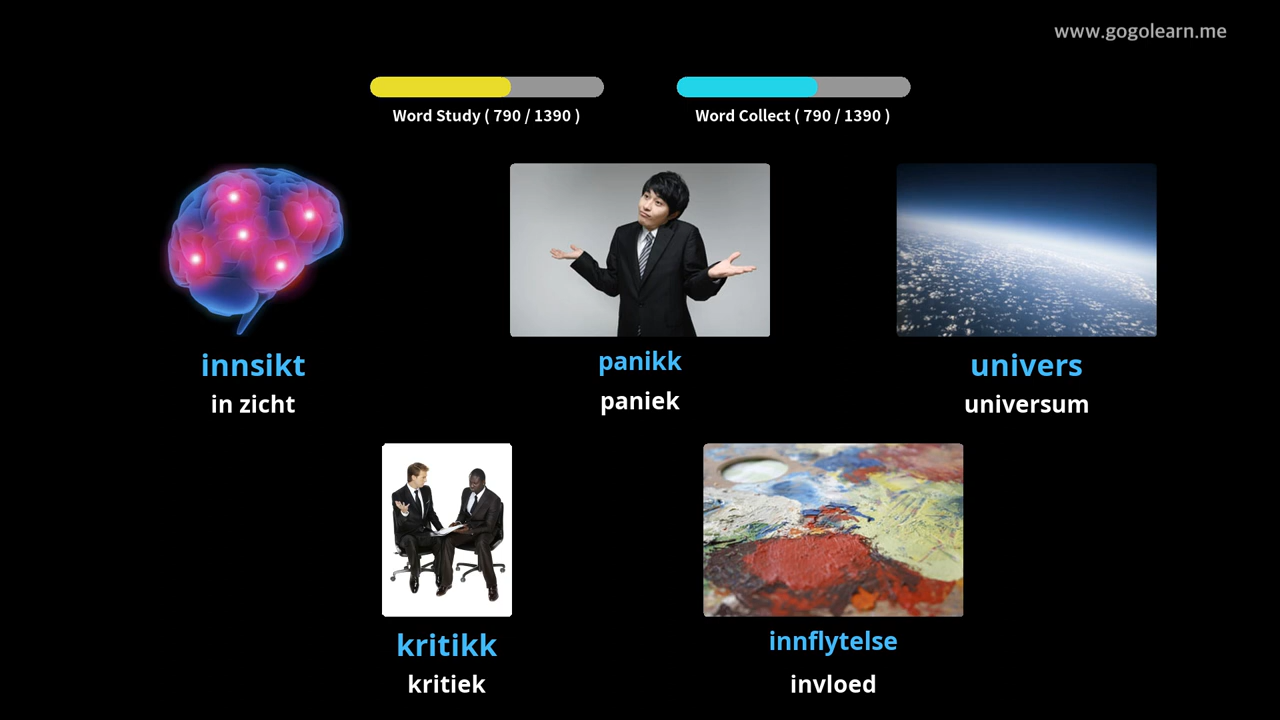 www.gogolearn.me
Word Study ( 790 / 1390 )
Word Collect ( 790 / 1390 )
innsikt
in zicht
panikk
paniek
univers
universum
kritikk
kritiek
innflytelse
invloed